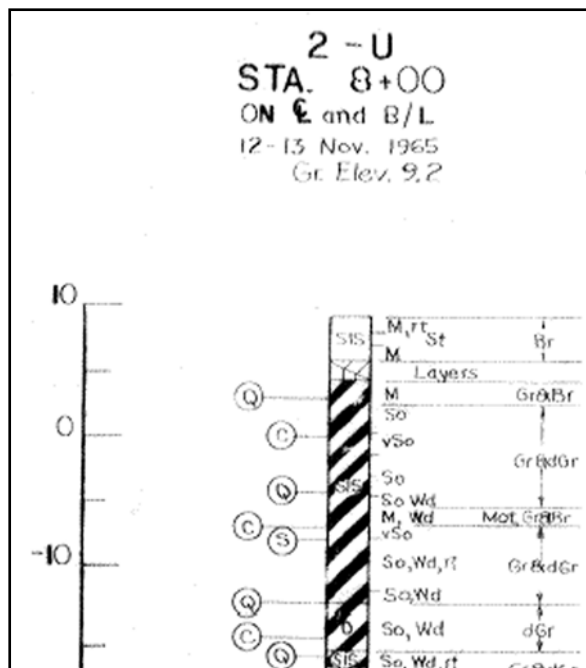 2-U
STA. 8+00
ON ℄ and B/L
12-13 Nov. 1965
Gr. Elev. 9.2
10
SIS M, rt St Br
M
Layers
Q M Gr&Br
So
0 C vSo
Gr&dGr
Q SIS So
So, Wd
C M, Wd Mot, Gr&Br
S vSo
-10 So, Wd, rt Gr&dGr
Q So, Wd
C So, Wd dGr
Q SIS So, Wd, rt Gr&dGr